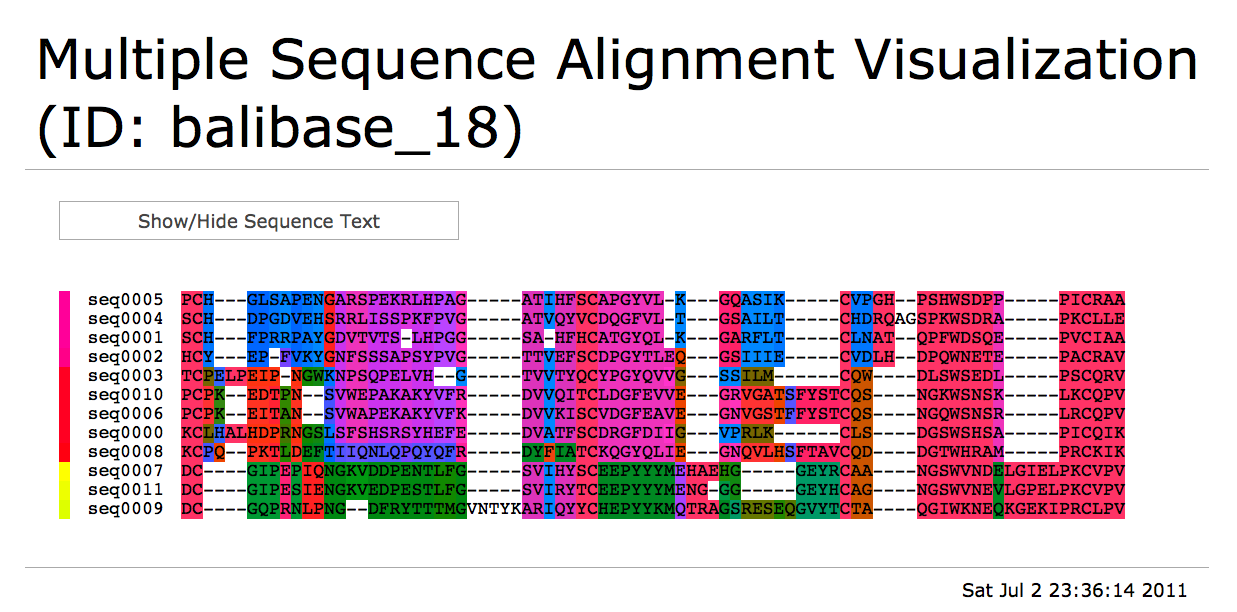 Multiple Sequence Alignment Visualization
(ID: balibase_18)
Show/Hide Sequence Text
seq0005 PCH---GLSAPENGARSPEKRLHPAG-----ATIHFSCAPGYVL-K---GQASIK-----CVPGH--PSHWSDPP-----PICRAA
seq0004 SCH---DPGDVEHSRRLISSPKFPVG-----ATVQYVCDQGFVL-T---GSAILT-----CHDRQAGSPKWSDRA-----PKCLLE
seq0001 SCH---FPRRPAYGDVTVTS-LHPGG-----SA-HFHCATGYQL-K---GARFLT-----CLNAT--QPFWDSQE-----PVCIAA
seq0002 HCY---EP-FVKYGNFSSSAPSYPVG-----TTVEFSCDPGYTLEQ---GSIIIE-----CVDLH--DPQWNETE-----PACRAV
seq0003 TCPELPEIP-NGWKNPSQPELVH--G-----TVVTYQCYPGYQVVG---SSILM------CQW----DLSWSEDL-----PSCQRV
seq0010 PCPK--EDTPN--SVWEPAKAKYVFR-----DVVQITCLDGFEVVE---GRVGATSFYSTCQS----NGKWSNSK-----LKCQPV
seq0006 PCPK--EITAN--SVWAPEKAKYVFK-----DVVKISCVDGFEAVE---GNVGSTFFYSTCQS----NGQWSNSR-----LRCQPV
seq0000 KCLHALHDPRNGSLSFSHSRSYHEFE-----DVATFSCDRGFDIIG---VPRLK------CLS----DGSWSHSA-----PICQIK
seq0008 KCPQ--PKTLDEFTIIQNLQPQYQFR-----DYFIATCKQGYQLIE---GNQVLHSFTAVCQD----DGTWHRAM-----PRCKIK
seq0007 DC----GIPEPIQNGKVDDPENTLFG-----SVIHYSCEEPYYYMEHAEHG-----GEYRCAA----NGSWVNDELGIELPKCVPV
seq0011 DC----GIPESIENGKVEDPESTLFG-----SVIRYTCEEPYYYMENG-GG-----GEYHCAG----NGSWVNEVLGPELPKCVPV
seq0009 DC----GQPRNLPNG--DFRYTTTMGVNTYKARIQYYCHEPYYKMQTRAGSRESEQGVYTCTA----QGIWKNEQKGEKIPRCLPV
Sat Jul 2 23:36:14 2011